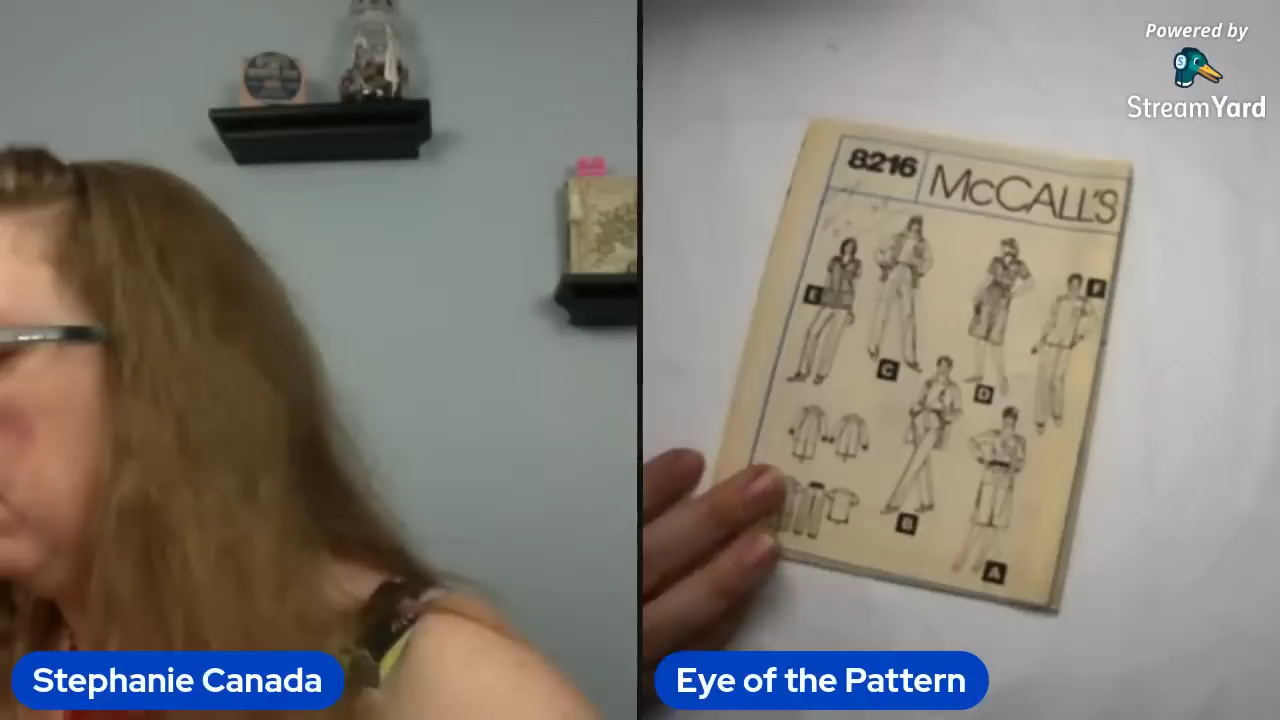 Powered by
StreamYard
8216
McCALL'S
E
F
C
D
B
A
Stephanie Canada
Eye of the Pattern